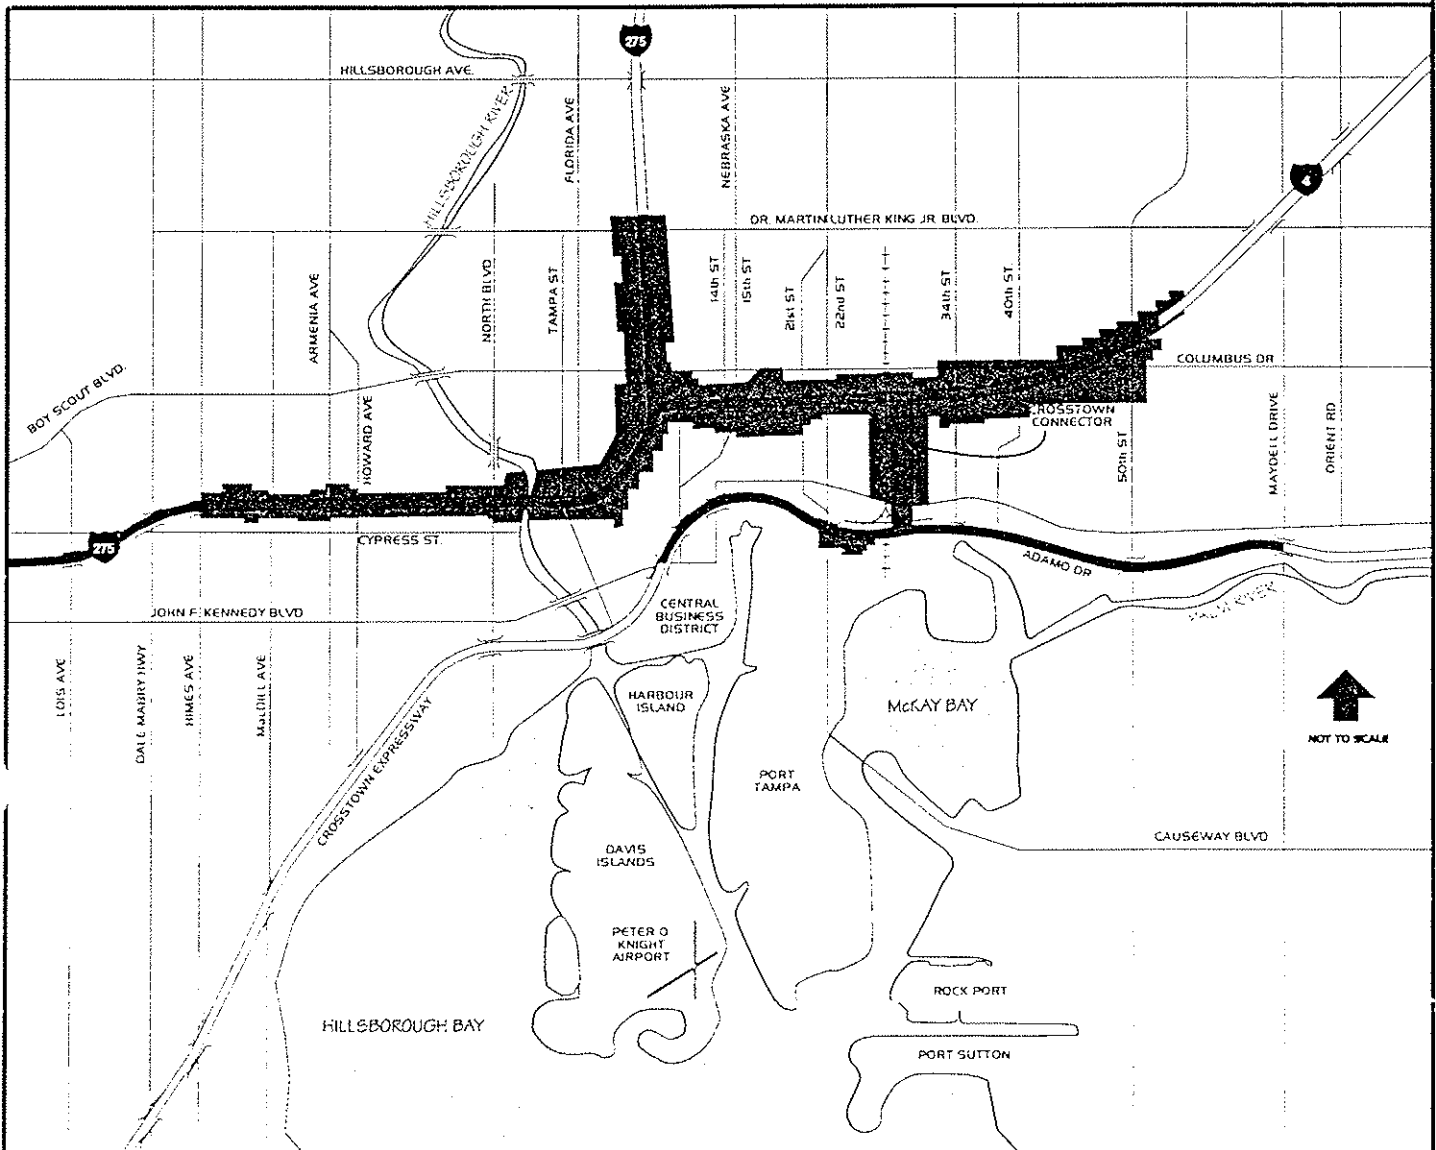 275
HILLSBOROUGH AVE.
HILLSBOROUGH RIVER
FLORIDA AVE
NEBRASKA AVE
4
DR. MARTIN LUTHER KING JR. BLVD.
ARMENIA AVE
NORTH BLVD
TAMPA ST
14th ST
15th ST
21st ST
22nd ST
34th ST
40th ST
COLUMBUS DR
BOY SCOUT BLVD.
HOWARD AVE
CROSSTOWN
CONNECTOR
50th ST
MAYDELL DRIVE
ORIENT RD
275
CYPRESS ST.
ADAMO DR
JOHN F. KENNEDY BLVD
CENTRAL
BUSINESS
DISTRICT
RIVER
LOIS AVE
DALE MABRY HWY
HIMES AVE
MacDILL AVE
CROSSTOWN EXPRESSWAY
HARBOUR
ISLAND
McKAY BAY
NOT TO SCALE
PORT
TAMPA
DAVIS
ISLANDS
CAUSEWAY BLVD
PETER O
KNIGHT
AIRPORT
ROCK PORT
HILLSBOROUGH BAY
PORT SUTTON